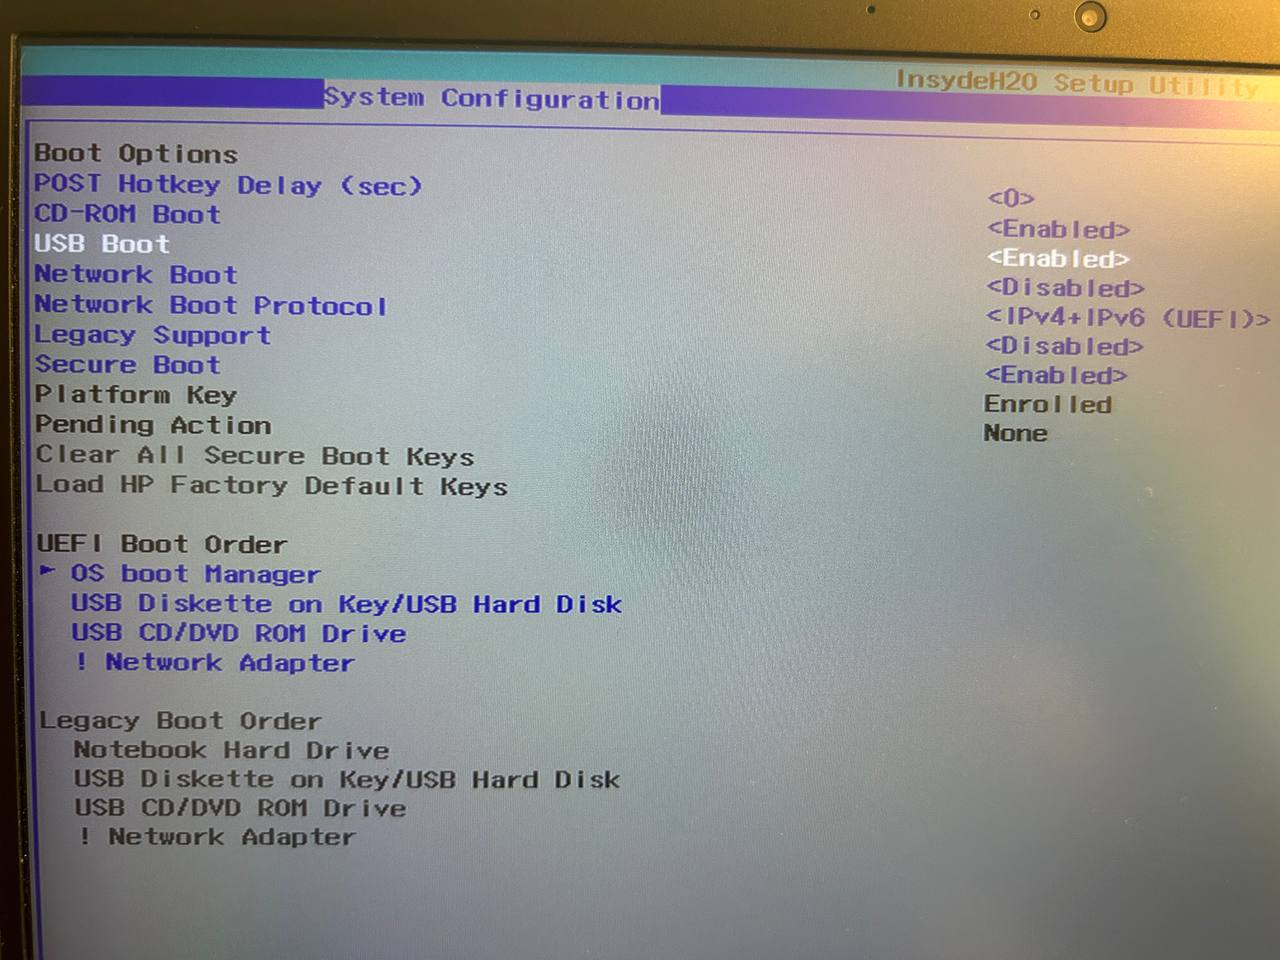 InsydeH20 Setup Utility
System Configuration
Boot Options
POST Hotkey Delay (sec) <0>
CD-ROM Boot <Enabled>
USB Boot <Enabled>
Network Boot <Disabled>
Network Boot Protocol <IPv4+IPv6 (UEFI)>
Legacy Support <Disabled>
Secure Boot <Enabled>
Platform Key Enrolled
Pending Action None
Clear All Secure Boot Keys
Load HP Factory Default Keys
UEFI Boot Order
► OS boot Manager
USB Diskette on Key/USB Hard Disk
USB CD/DVD ROM Drive
! Network Adapter
Legacy Boot Order
Notebook Hard Drive
USB Diskette on Key/USB Hard Disk
USB CD/DVD ROM Drive
! Network Adapter